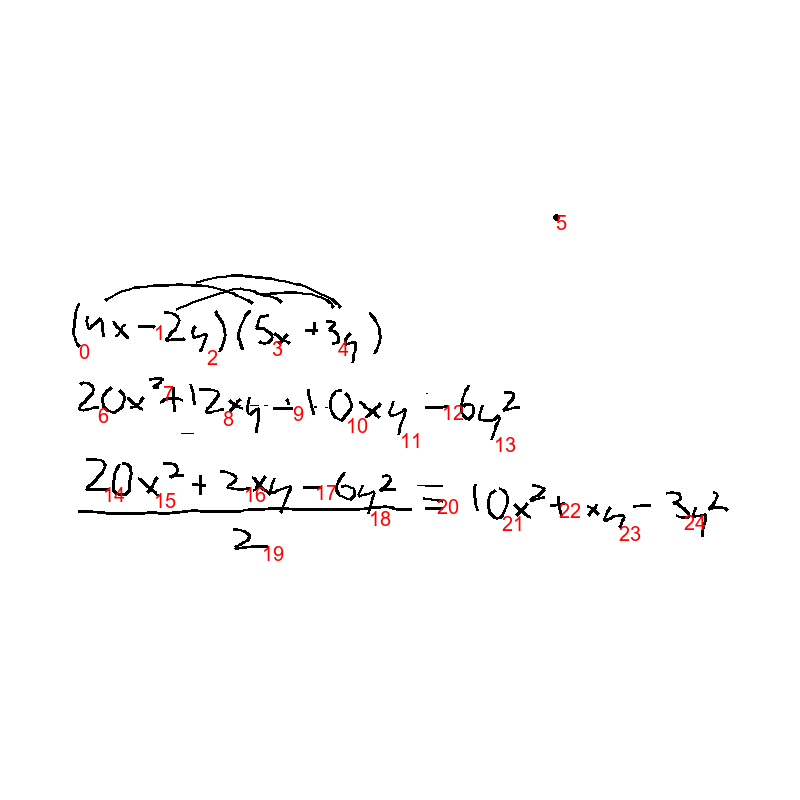 (4x - 2y)(5x + 3y)
20x² + 12xy - 10xy - 6y²
20x² + 2xy - 6y² = 10x² + xy - 3y²
2